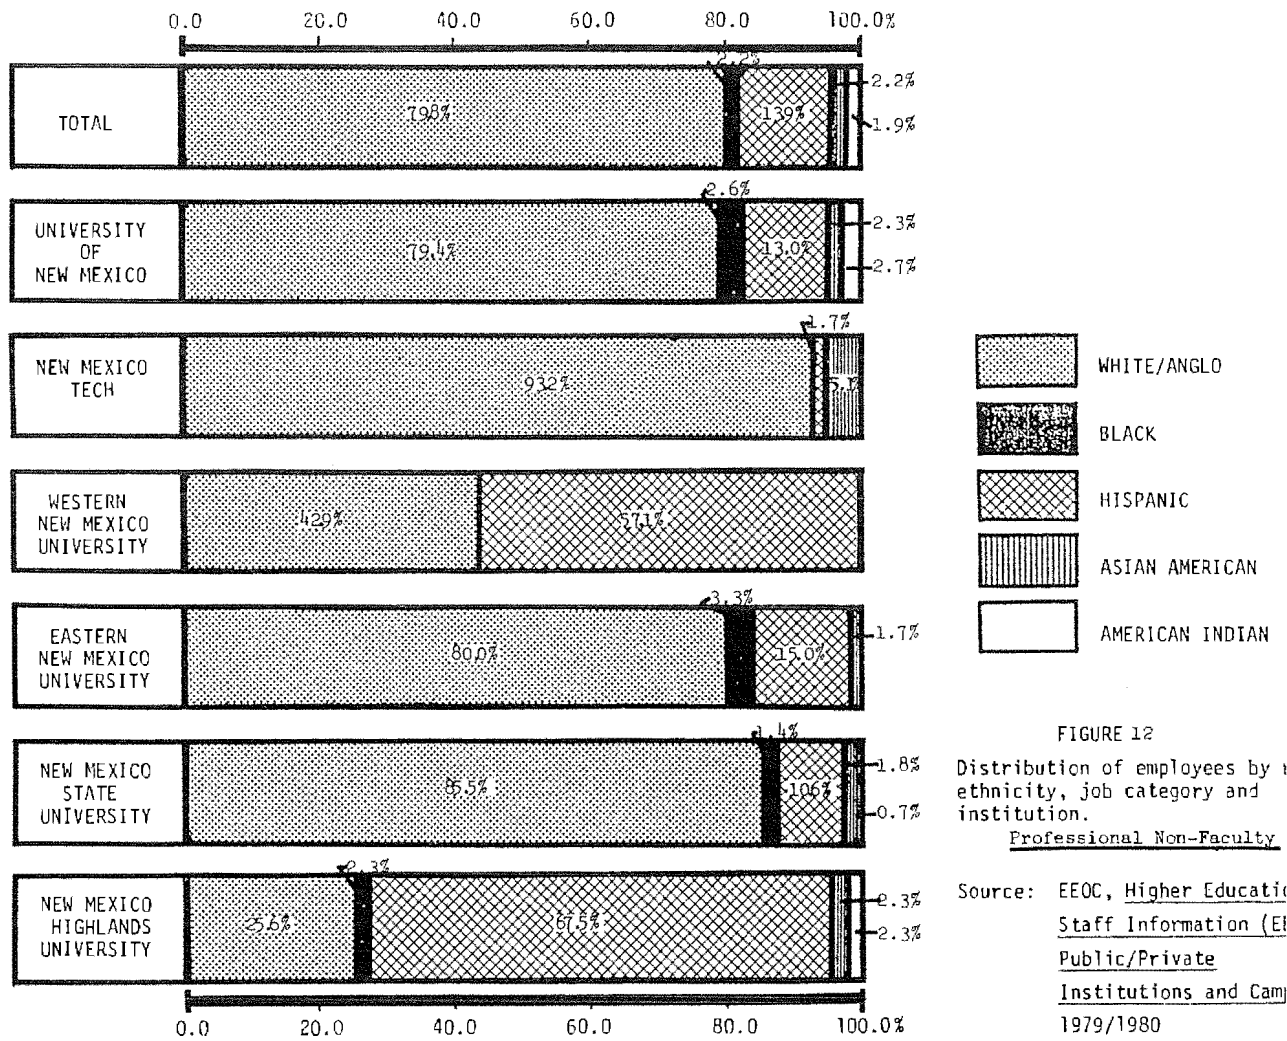 0.0 20.0 40.0 60.0 80.0 100.0%
TOTAL
79.8%
2.2%
13.9%
2.2%
1.9%
UNIVERSITY
OF
NEW MEXICO
79.4%
2.6%
13.0%
2.3%
2.7%
NEW MEXICO
TECH
93.2%
1.7%
5.1%
WESTERN
NEW MEXICO
UNIVERSITY
42.9%
57.1%
EASTERN
NEW MEXICO
UNIVERSITY
80.0%
3.3%
15.0%
1.7%
NEW MEXICO
STATE
UNIVERSITY
85.5%
1.4%
10.6%
1.8%
0.7%
NEW MEXICO
HIGHLANDS
UNIVERSITY
25.6%
2.3%
67.5%
2.3%
2.3%
0.0 20.0 40.0 60.0 80.0 100.0%
WHITE/ANGLO
BLACK
HISPANIC
ASIAN AMERICAN
AMERICAN INDIAN
FIGURE 12
Distribution of employees by
ethnicity, job category and
institution.
Professional Non-Faculty
Source: EEOC, Higher Educatio
Staff Information (E
Public/Private
Institutions and Camp
1979/1980